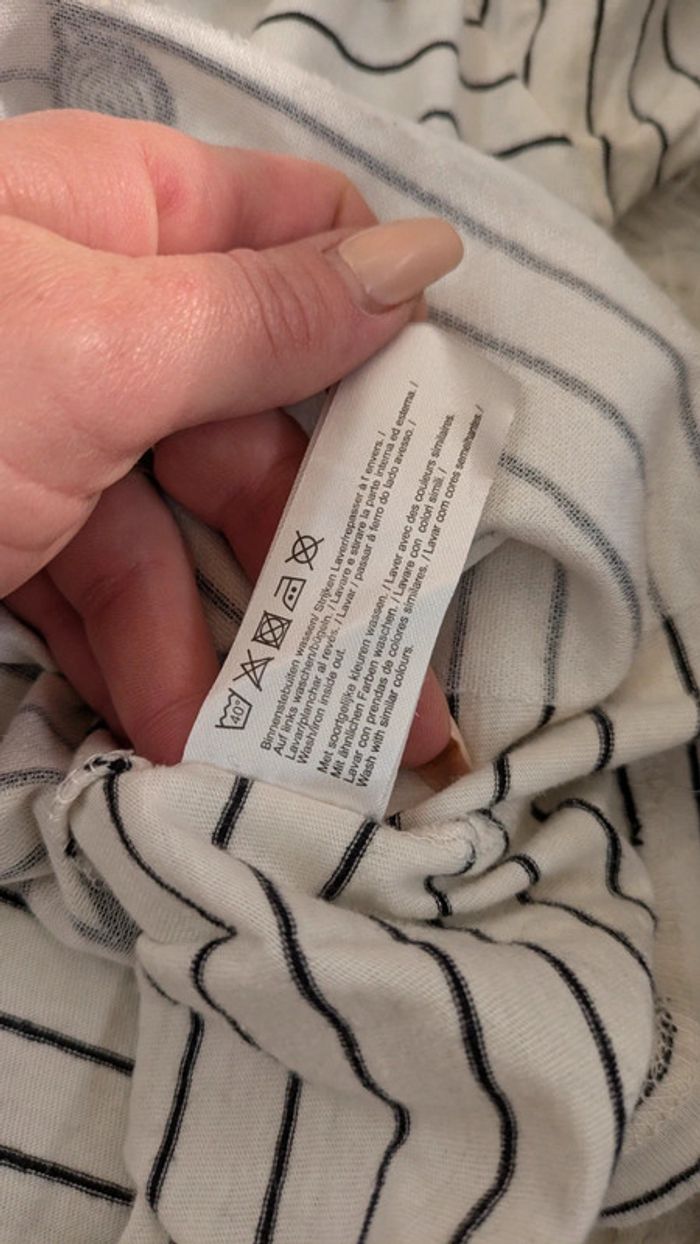 40°
Binnenstebuiten wassen/ Strijken Laver/repasser à l'envers. /
Auf links waschen/bügeln. / Lavare e stirare la parte interna ed esterna. /
Lavar/planchar al revés. / Lavar / passar á ferro do lado avesso. /
Wash/iron inside out.
Met soortgelijke kleuren wassen. / Laver avec des couleurs similaires.
Mit ähnlichen Farben waschen. / Lavare con colori simili. /
Lavar con prendas de colores similares. / Lavar com cores semelhantes. /
Wash with similar colours.